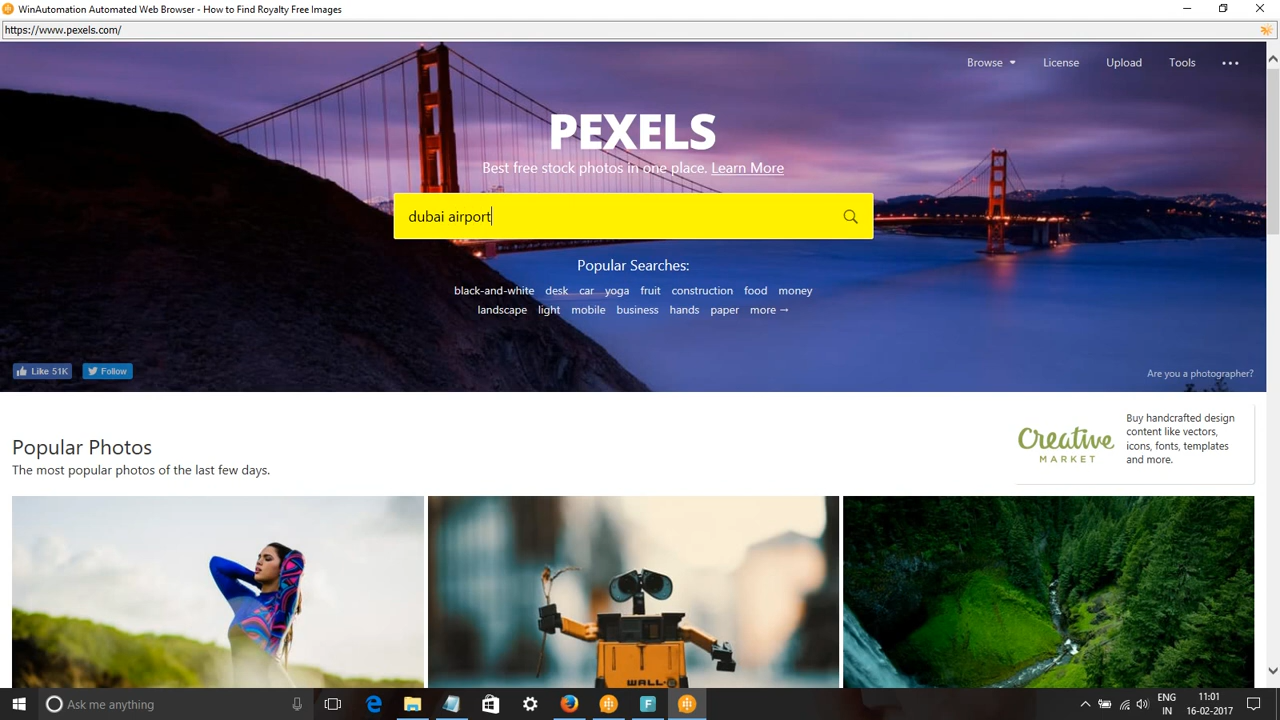 WinAutomation Automated Web Browser - How to Find Royalty Free Images
https://www.pexels.com/
Browse License Upload Tools
PEXELS
Best free stock photos in one place. Learn More
dubai airport
Popular Searches:
black-and-white desk car yoga fruit construction food money
landscape light mobile business hands paper more →
Like 51K Follow
Are you a photographer?
Popular Photos
The most popular photos of the last few days.
Creative
MARKET
Buy handcrafted design
content like vectors,
icons, fonts, templates
and more.
WALL-E
Ask me anything
ENG
IN
11:01
16-02-2017